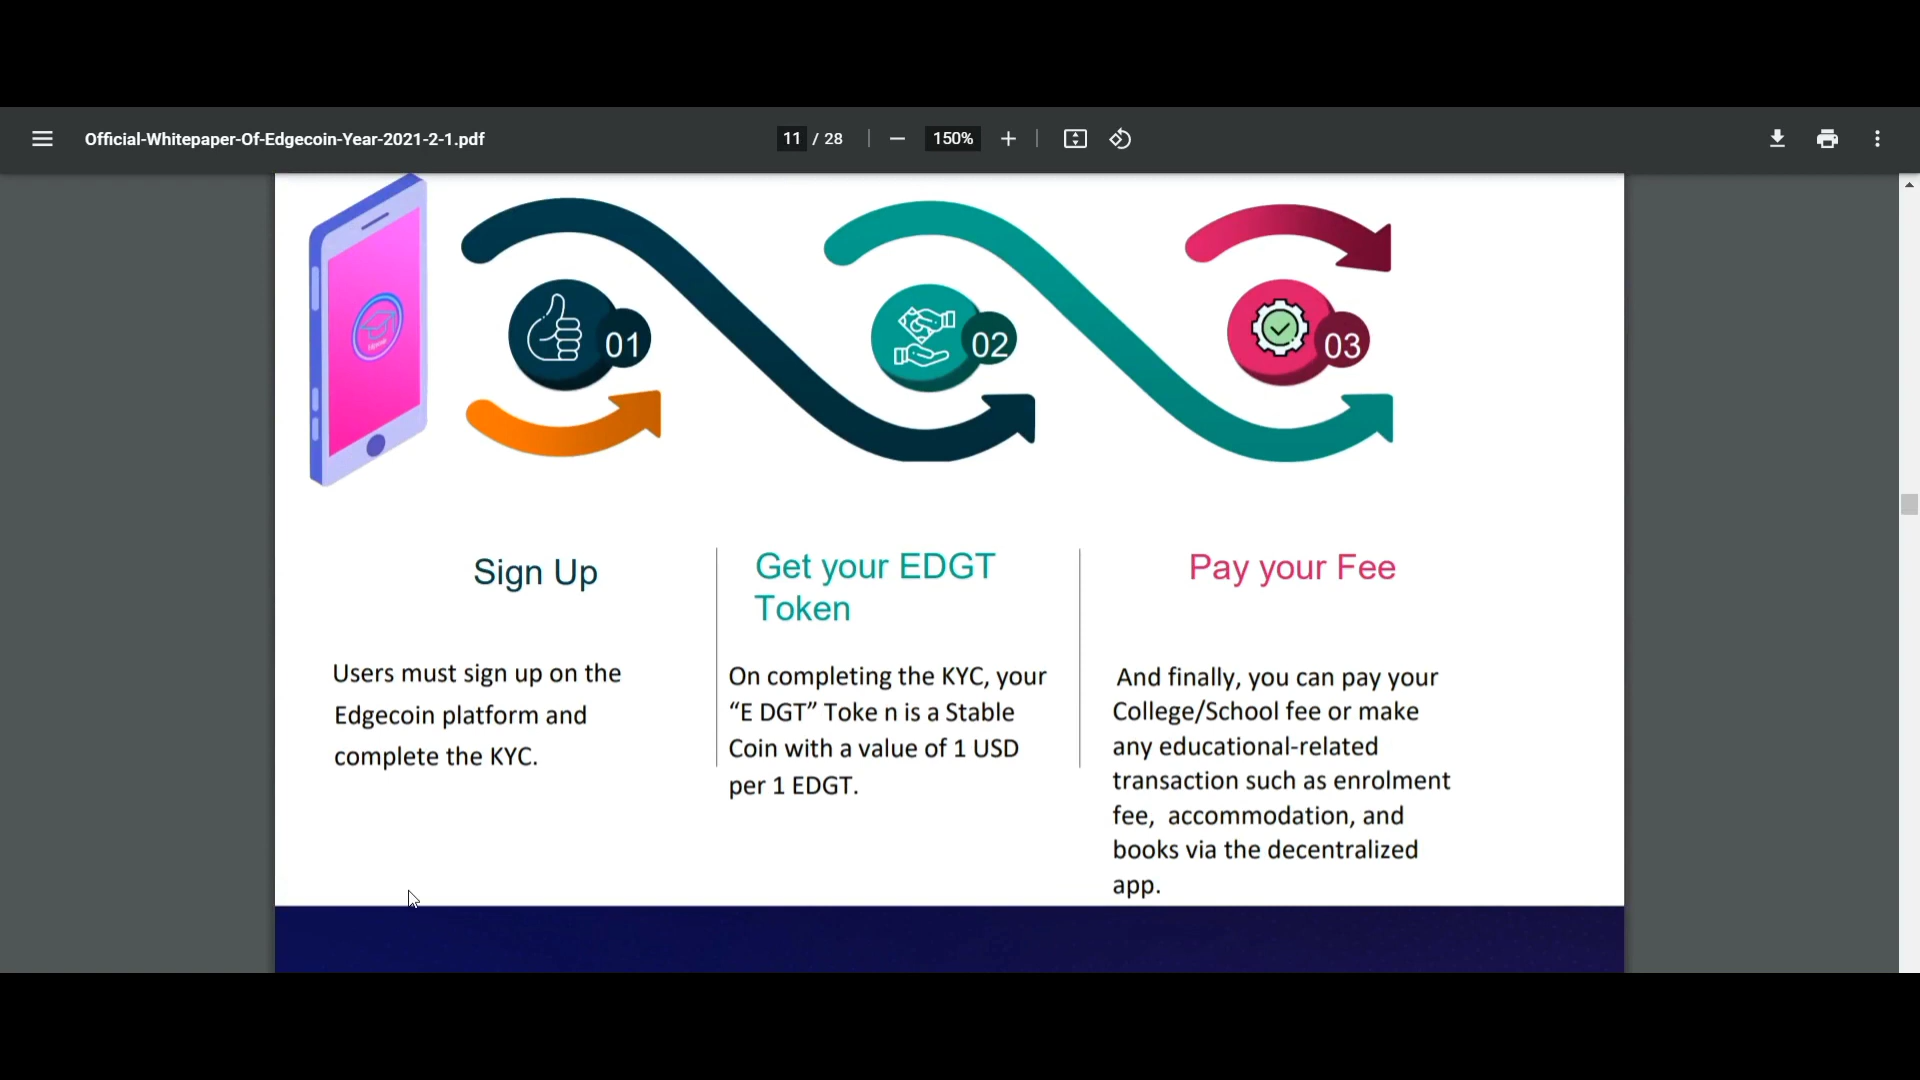 Official-Whitepaper-Of-Edgecoin-Year-2021-2-1.pdf
11 / 28
150%
01
02
03
Sign Up
Users must sign up on the
Edgecoin platform and
complete the KYC.
Get your EDGT
Token
On completing the KYC, your
“E DGT” Toke n is a Stable
Coin with a value of 1 USD
per 1 EDGT.
Pay your Fee
And finally, you can pay your
College/School fee or make
any educational-related
transaction such as enrolment
fee, accommodation, and
books via the decentralized
app.